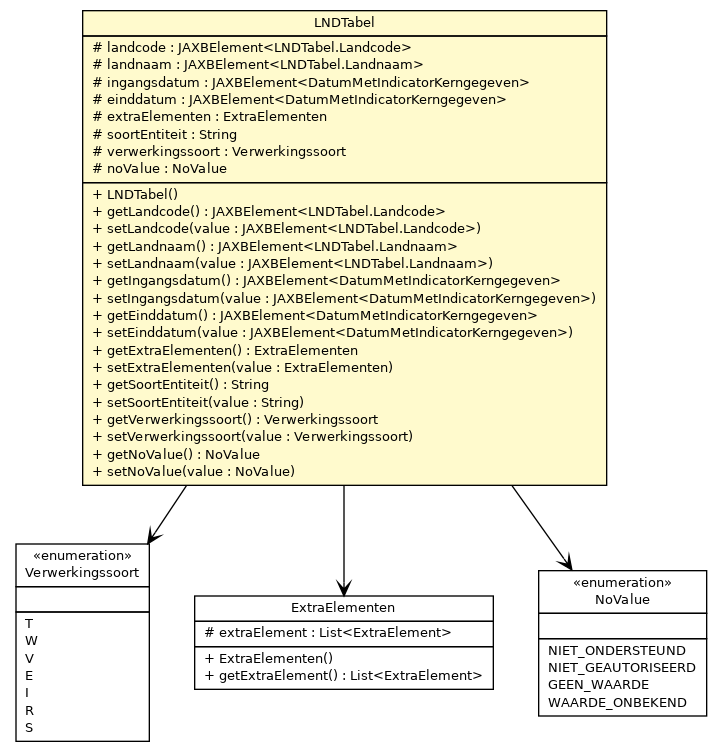 LNDTabel
# landcode : JAXBElement<LNDTabel.Landcode>
# landnaam : JAXBElement<LNDTabel.Landnaam>
# ingangsdatum : JAXBElement<DatumMetIndicatorKerngegeven>
# einddatum : JAXBElement<DatumMetIndicatorKerngegeven>
# extraElementen : ExtraElementen
# soortEntiteit : String
# verwerkingssoort : Verwerkingssoort
# noValue : NoValue
+ LNDTabel()
+ getLandcode() : JAXBElement<LNDTabel.Landcode>
+ setLandcode(value : JAXBElement<LNDTabel.Landcode>)
+ getLandnaam() : JAXBElement<LNDTabel.Landnaam>
+ setLandnaam(value : JAXBElement<LNDTabel.Landnaam>)
+ getIngangsdatum() : JAXBElement<DatumMetIndicatorKerngegeven>
+ setIngangsdatum(value : JAXBElement<DatumMetIndicatorKerngegeven>)
+ getEinddatum() : JAXBElement<DatumMetIndicatorKerngegeven>
+ setEinddatum(value : JAXBElement<DatumMetIndicatorKerngegeven>)
+ getExtraElementen() : ExtraElementen
+ setExtraElementen(value : ExtraElementen)
+ getSoortEntiteit() : String
+ setSoortEntiteit(value : String)
+ getVerwerkingssoort() : Verwerkingssoort
+ setVerwerkingssoort(value : Verwerkingssoort)
+ getNoValue() : NoValue
+ setNoValue(value : NoValue)
«enumeration»
Verwerkingssoort
T
W
V
E
I
R
S
ExtraElementen
# extraElement : List<ExtraElement>
+ ExtraElementen()
+ getExtraElement() : List<ExtraElement>
«enumeration»
NoValue
NIET_ONDERSTEUND
NIET_GEAUTORISEERD
GEEN_WAARDE
WAARDE_ONBEKEND